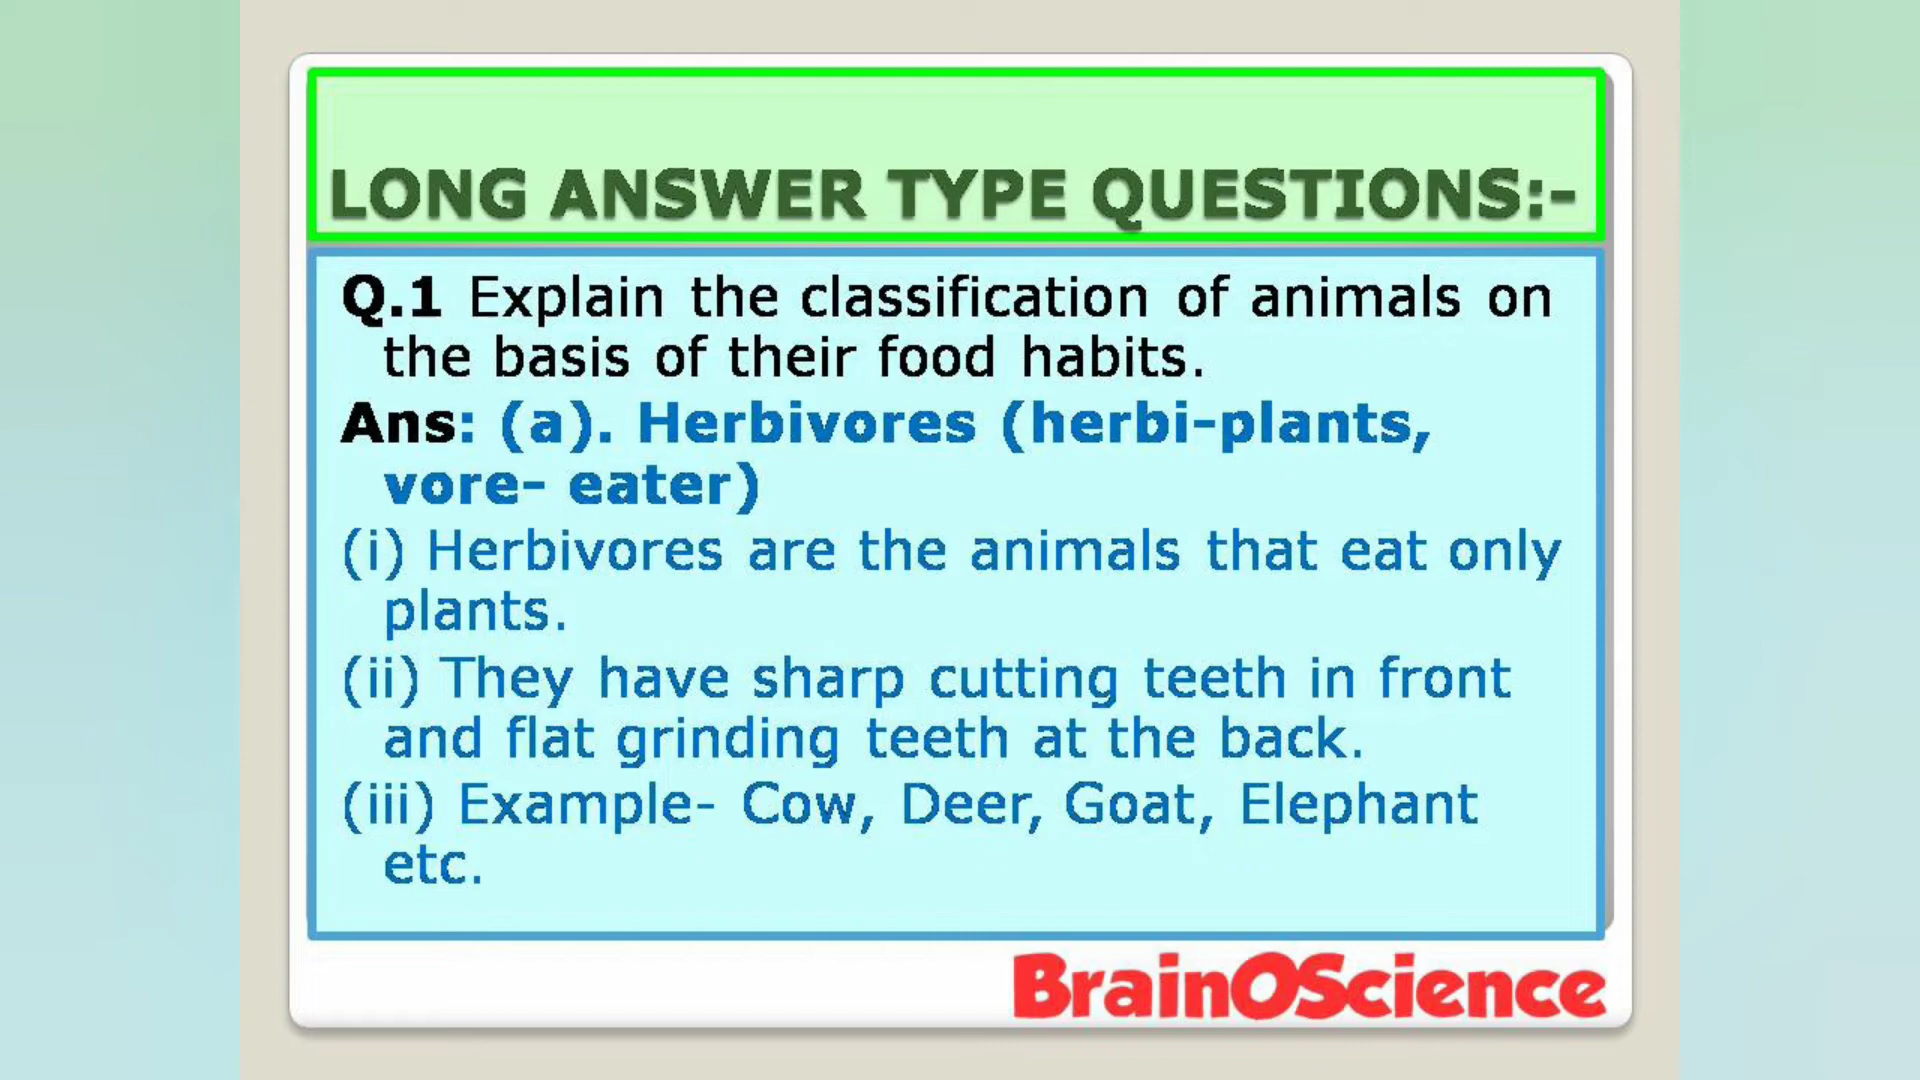 LONG ANSWER TYPE QUESTIONS:-
Q.1 Explain the classification of animals on
the basis of their food habits.
Ans: (a). Herbivores (herbi-plants,
vore- eater)
(i) Herbivores are the animals that eat only
plants.
(ii) They have sharp cutting teeth in front
and flat grinding teeth at the back.
(iii) Example- Cow, Deer, Goat, Elephant
etc.
BrainOScience